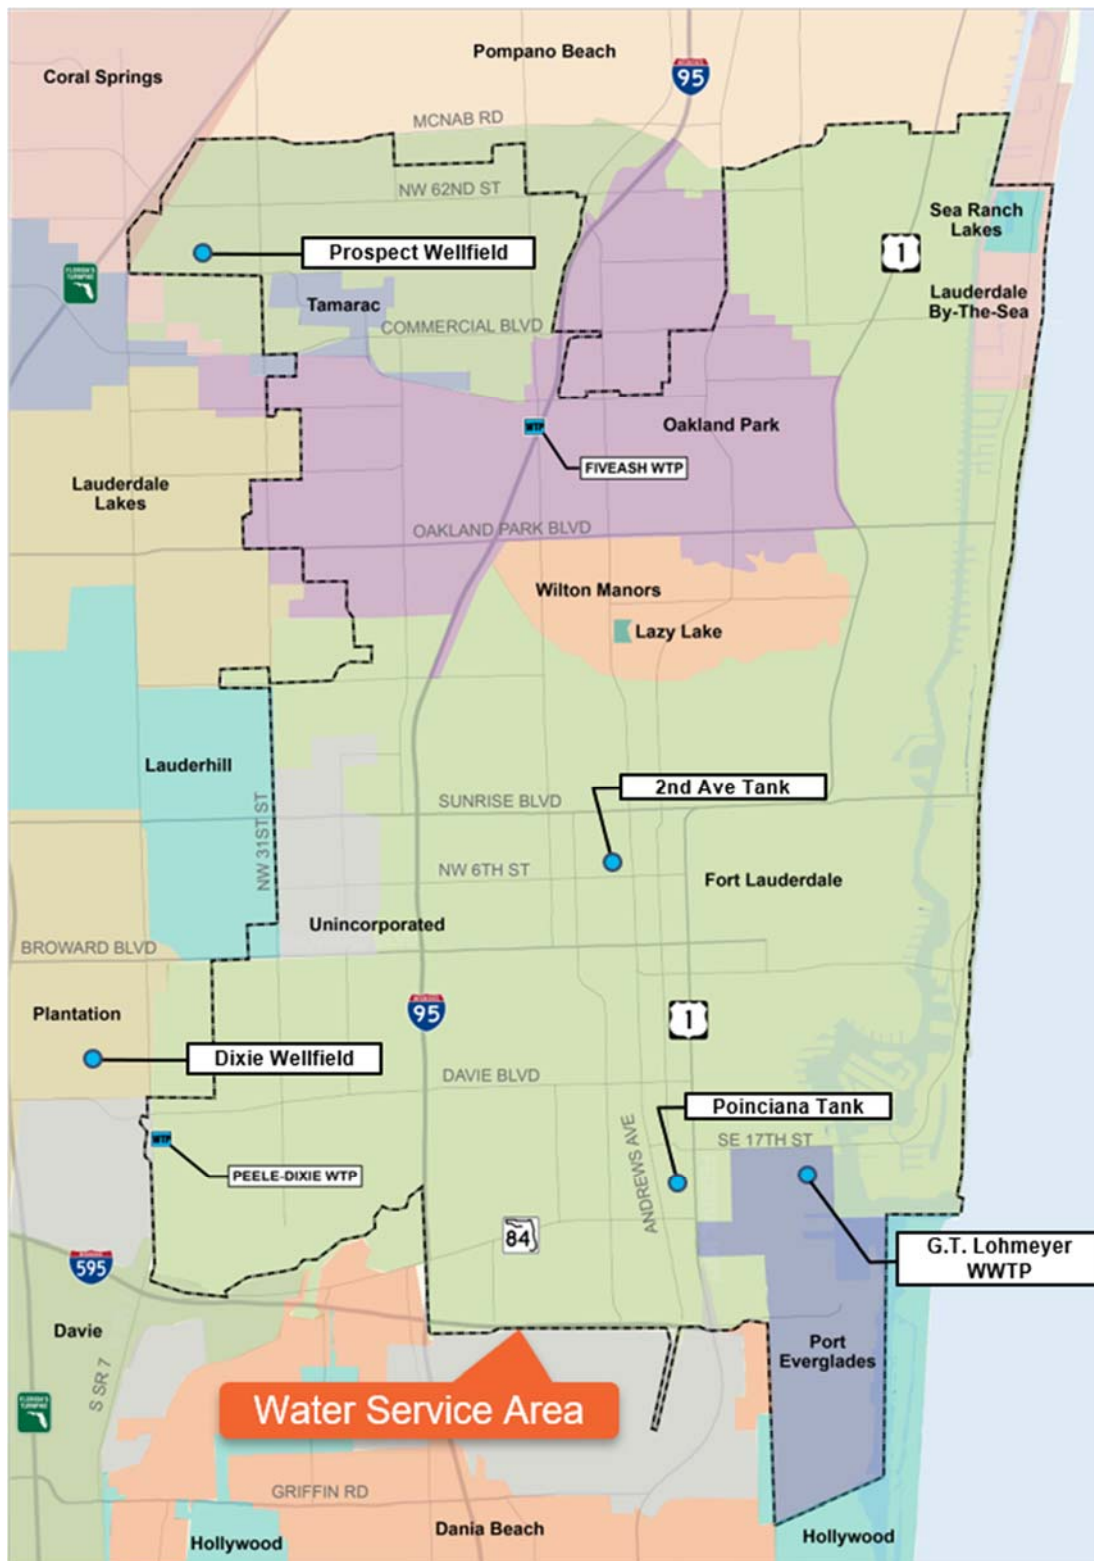 Coral Springs
Pompano Beach
95
MCNAB RD
NW 62ND ST
Sea Ranch
Lakes
Prospect Wellfield
1
FLORIDA'S
TURNPIKE
Tamarac
Lauderdale
By-The-Sea
COMMERCIAL BLVD
WTP
Oakland Park
FIVEASH WTP
Lauderdale
Lakes
OAKLAND PARK BLVD
Wilton Manors
Lazy Lake
Lauderhill
2nd Ave Tank
SUNRISE BLVD
NW 31ST ST
NW 6TH ST
Fort Lauderdale
Unincorporated
BROWARD BLVD
Plantation
95
1
Dixie Wellfield
DAVIE BLVD
Poinciana Tank
WTP
SE 17TH ST
ANDREWS AVE
PEELE-DIXIE WTP
84
G.T. Lohmeyer
WWTP
595
Davie
Port
Everglades
S SR 7
FLORIDA'S
TURNPIKE
Water Service Area
GRIFFIN RD
Dania Beach
Hollywood
Hollywood